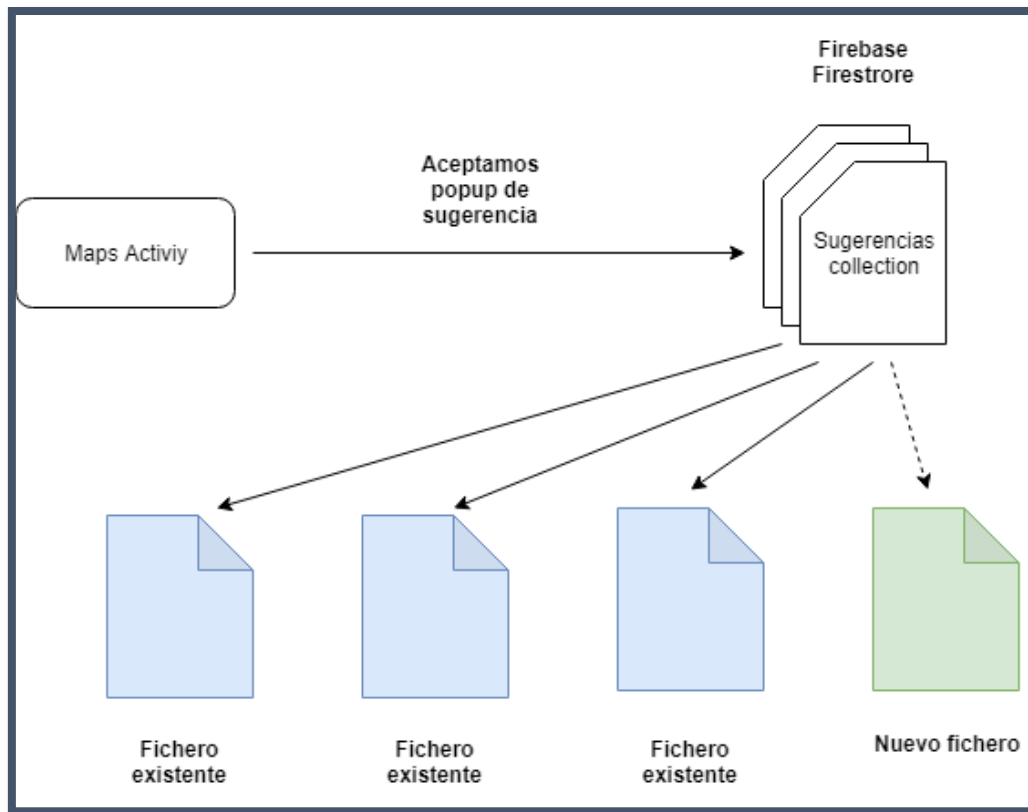 Firebase
Firestrore
Aceptamos
popup de
sugerencia
Maps Activiy
Sugerencias
collection
Fichero
existente
Fichero
existente
Fichero
existente
Nuevo fichero